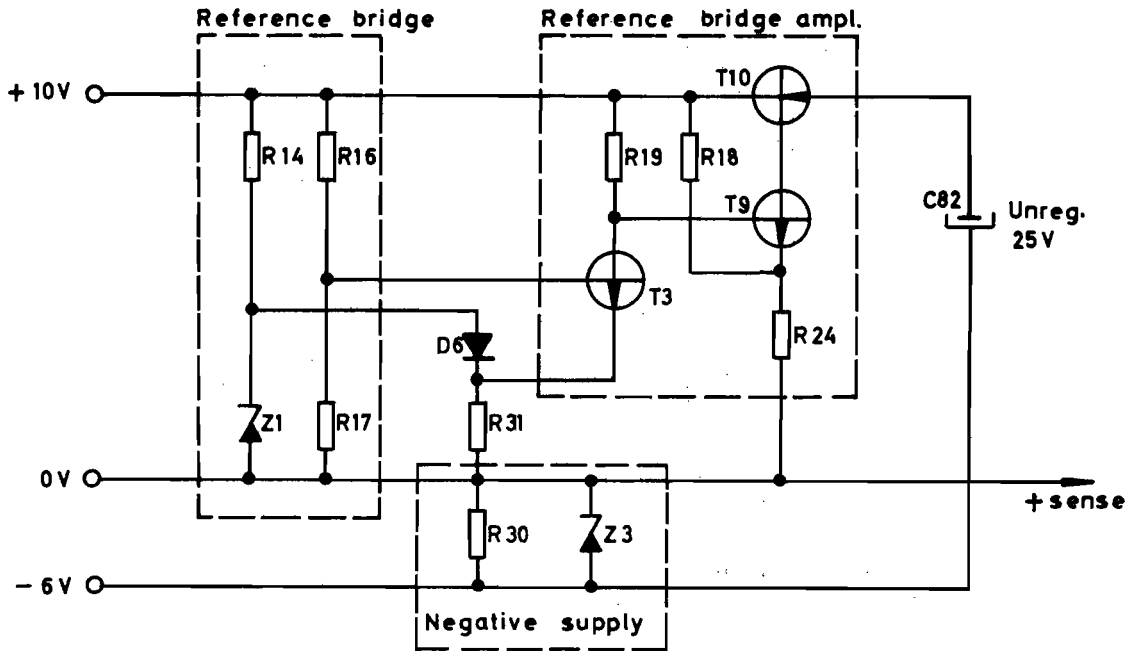 Reference bridge
Reference bridge ampl.
+ 10V
T10
R14
R16
R19
R18
C82
Unreg.
25V
T9
T3
D6
R24
Z1
R17
R31
0V
+ sense
R30
Z3
- 6V
Negative supply